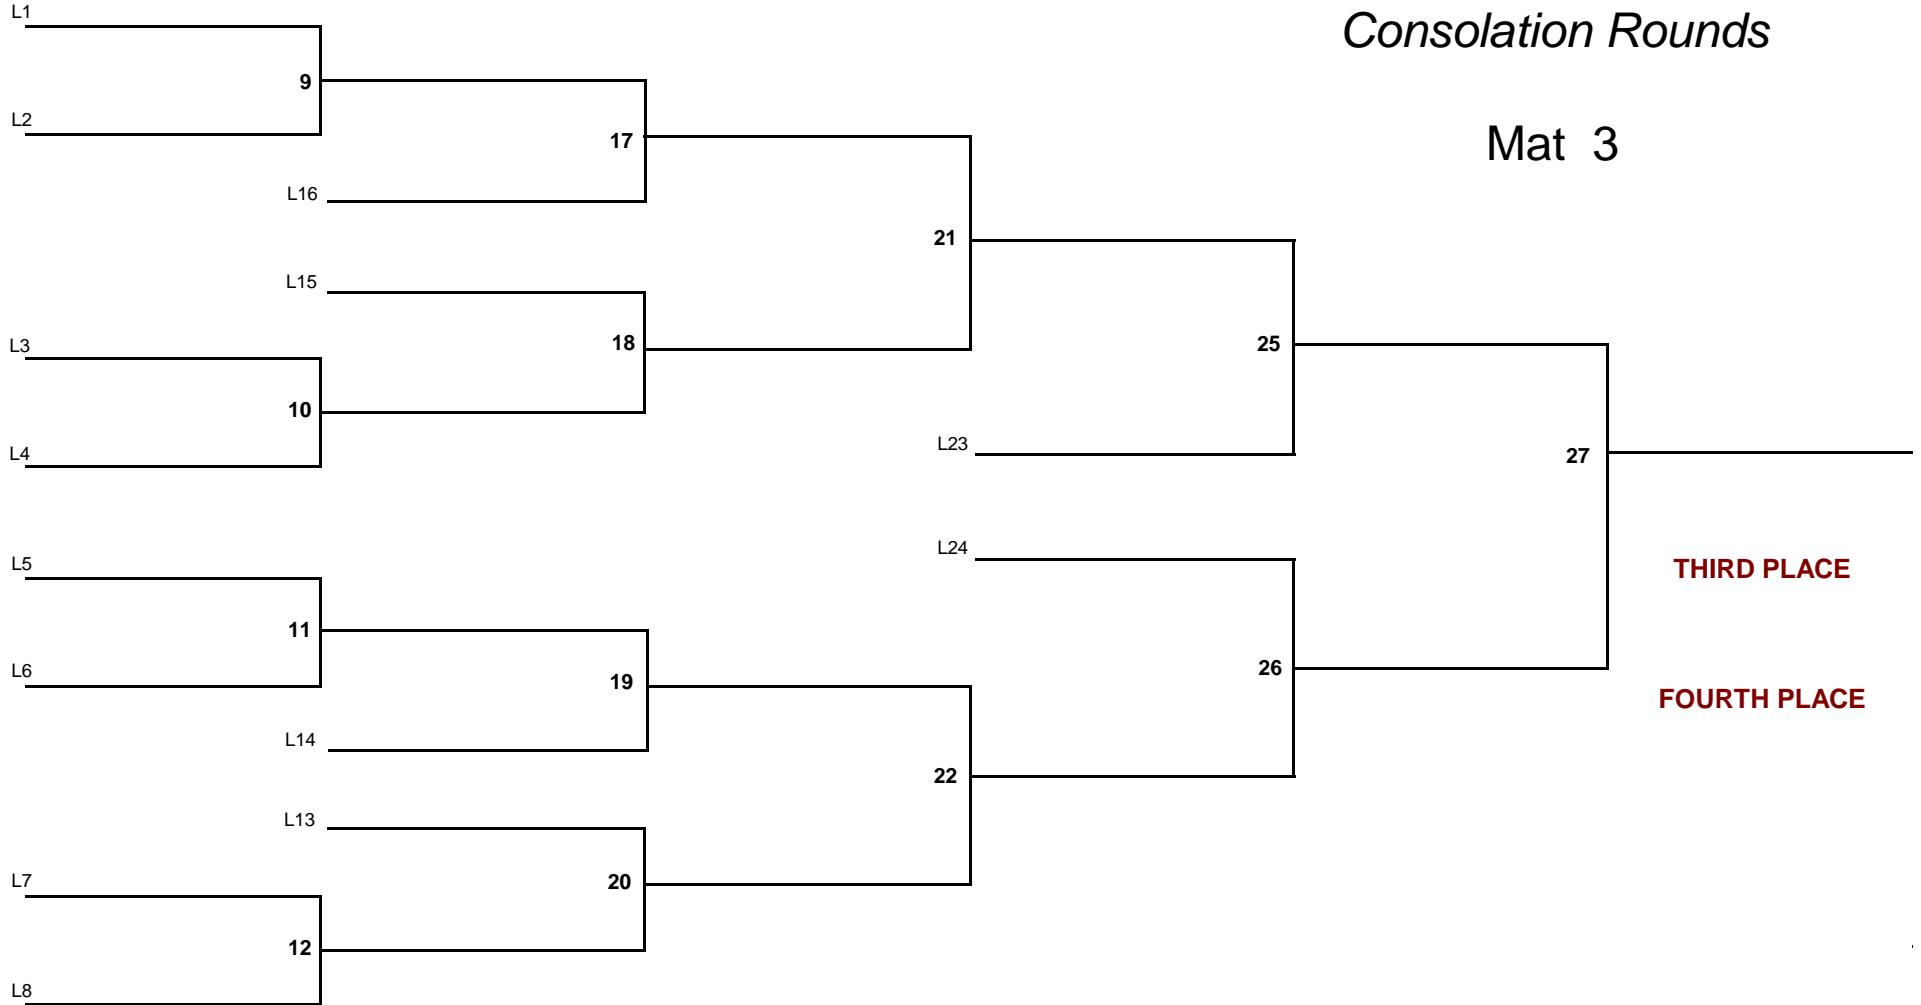 L1
Consolation Rounds
9
L2
17
Mat 3
L16
21
L15
L3
18
25
10
L4
L23
27
L24
L5
THIRD PLACE
11
L6
19
26
FOURTH PLACE
L14
22
L13
L7
20
12
L8